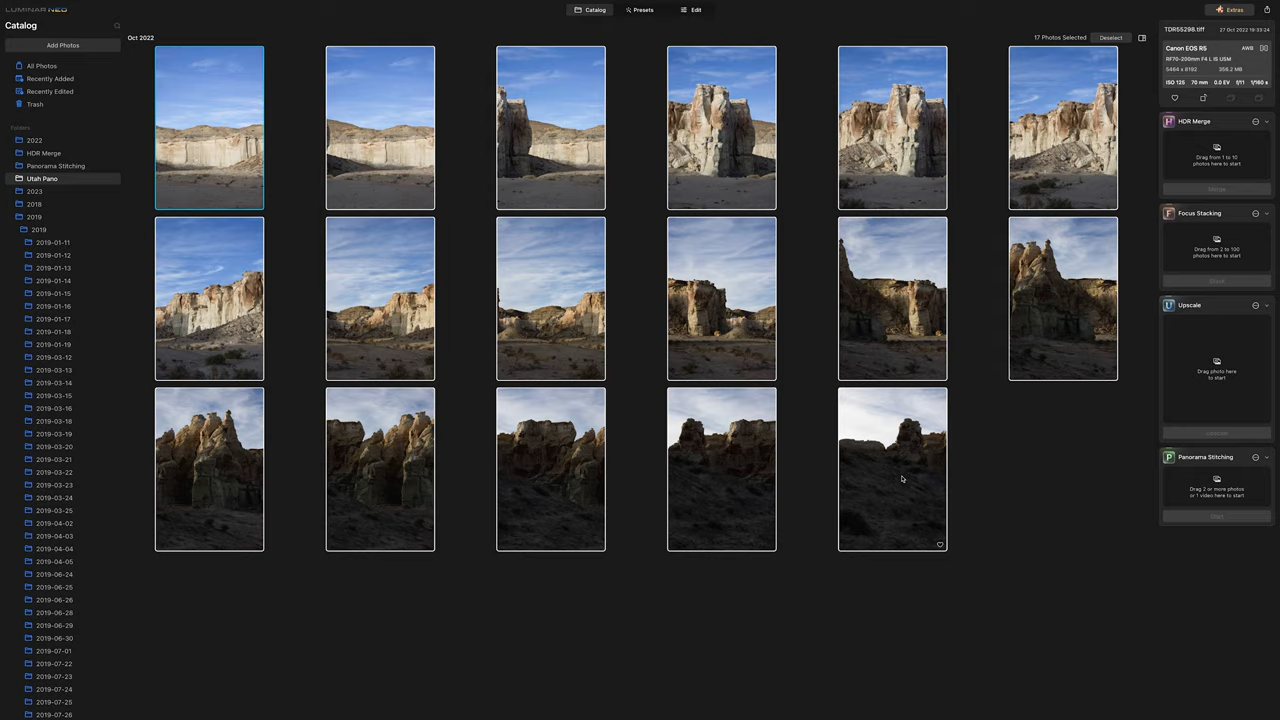 LUMINAR NEO
Catalog
Presets
Edit
Extras
Catalog
Add Photos
All Photos
Recently Added
Recently Edited
Trash
Folders
2022
HDR Merge
Panorama Stitching
Utah Pano
2023
2018
2019
2019
2019-01-11
2019-01-12
2019-01-13
2019-01-14
2019-01-15
2019-01-16
2019-01-17
2019-01-18
2019-01-19
2019-03-12
2019-03-13
2019-03-14
2019-03-15
2019-03-16
2019-03-18
2019-03-19
2019-03-20
2019-03-21
2019-03-22
2019-03-23
2019-03-24
2019-03-25
2019-04-02
2019-04-03
2019-04-04
2019-04-05
2019-06-24
2019-06-25
2019-06-26
2019-06-28
2019-06-29
2019-06-30
2019-07-01
2019-07-22
2019-07-23
2019-07-24
2019-07-25
2019-07-26
Oct 2022
17 Photos Selected
Deselect
TDR55298.tiff 27 Oct 2022 19:33:24
Canon EOS R5 AWB
RF70-200mm F4 L IS USM
5464 x 8192 356.2 MB
ISO 125 70 mm 0.0 EV f/11 1/160 s
HDR Merge
Drag from 1 to 10
photos here to start
Merge
Focus Stacking
Drag from 2 to 100
photos here to start
Upscale
Drag photo here
to start
Upscale
Panorama Stitching
Drag 2 or more photos
or 1 video here to start
Start